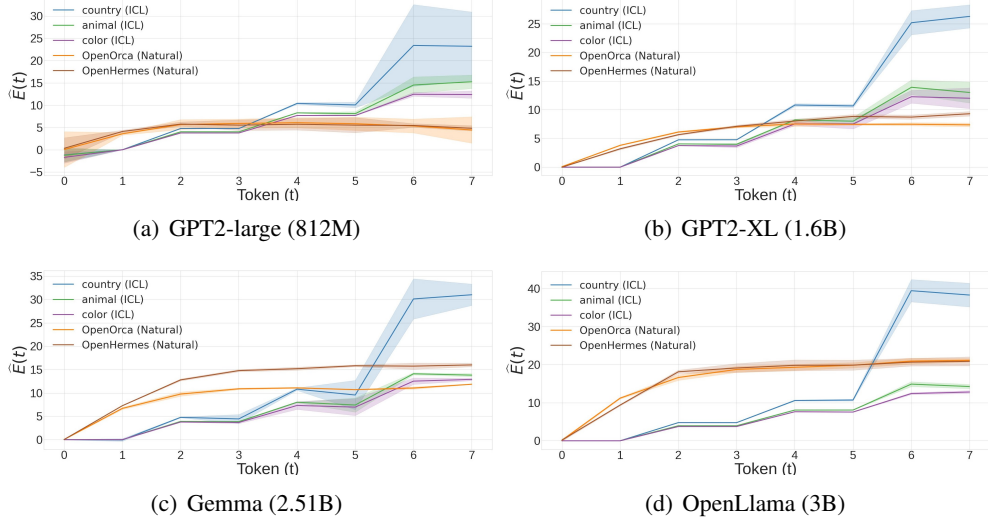 30
25
20
15
10
5
0
−5
Ê(t)
country (ICL)
animal (ICL)
color (ICL)
OpenOrca (Natural)
OpenHermes (Natural)
0 1 2 3 4 5 6 7
Token (t)
(a) GPT2-large (812M)
25
20
15
10
5
0
Ê(t)
country (ICL)
animal (ICL)
color (ICL)
OpenOrca (Natural)
OpenHermes (Natural)
0 1 2 3 4 5 6 7
Token (t)
(b) GPT2-XL (1.6B)
35
30
25
20
15
10
5
0
Ê(t)
country (ICL)
animal (ICL)
color (ICL)
OpenOrca (Natural)
OpenHermes (Natural)
0 1 2 3 4 5 6 7
Token (t)
(c) Gemma (2.51B)
40
30
20
10
0
Ê(t)
country (ICL)
animal (ICL)
color (ICL)
OpenOrca (Natural)
OpenHermes (Natural)
0 1 2 3 4 5 6 7
Token (t)
(d) OpenLlama (3B)